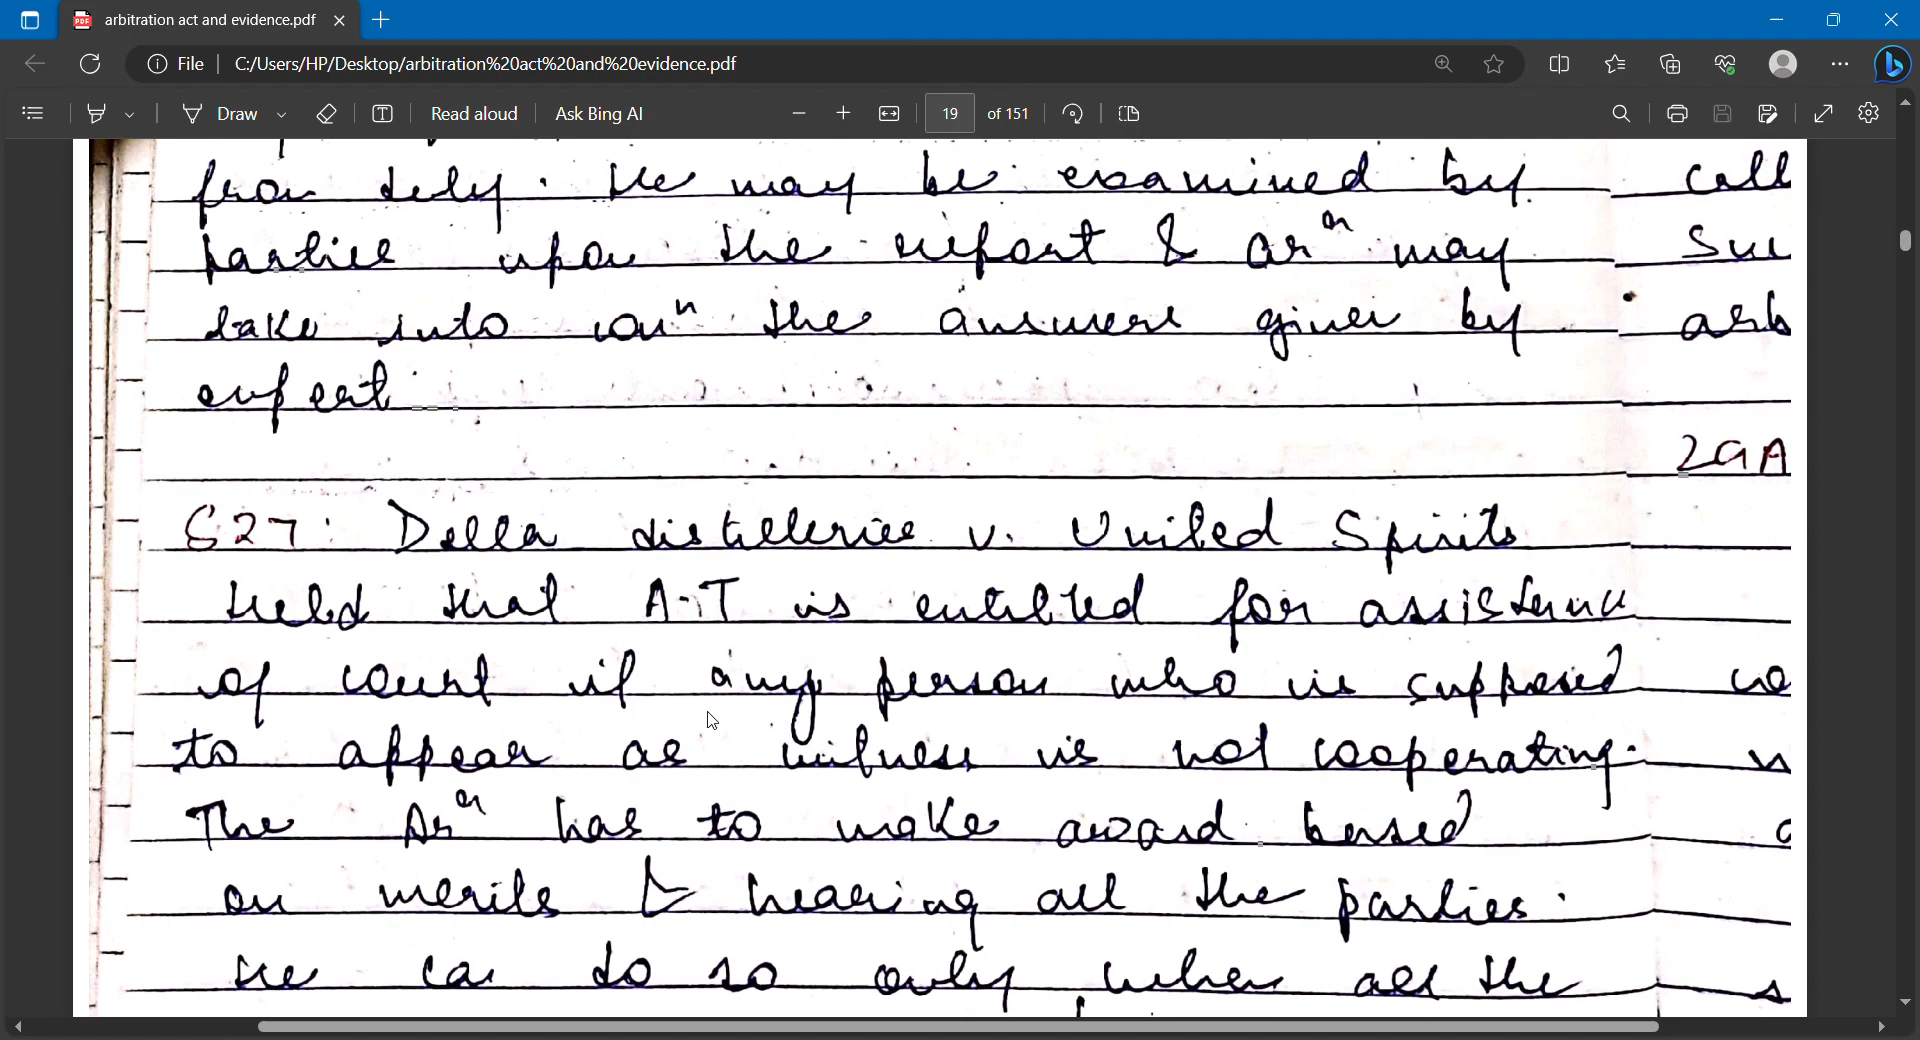 arbitration act and evidence.pdf
File C:/Users/HP/Desktop/arbitration%20act%20and%20evidence.pdf
Draw Read aloud Ask Bing AI 19 of 151
from duty. He may be examined by
parties upon the report & arn may
take into conn the answers given by
expert
S27: Delta distilleries v. United Spirits
Held that A.T is entitled for assistance
of court if any person who is supposed
to appear as witness is not cooperating.
The Arn has to make award based
on merits & hearing all the parties.
He can do so only when all the
call
Su
arb
29A
co